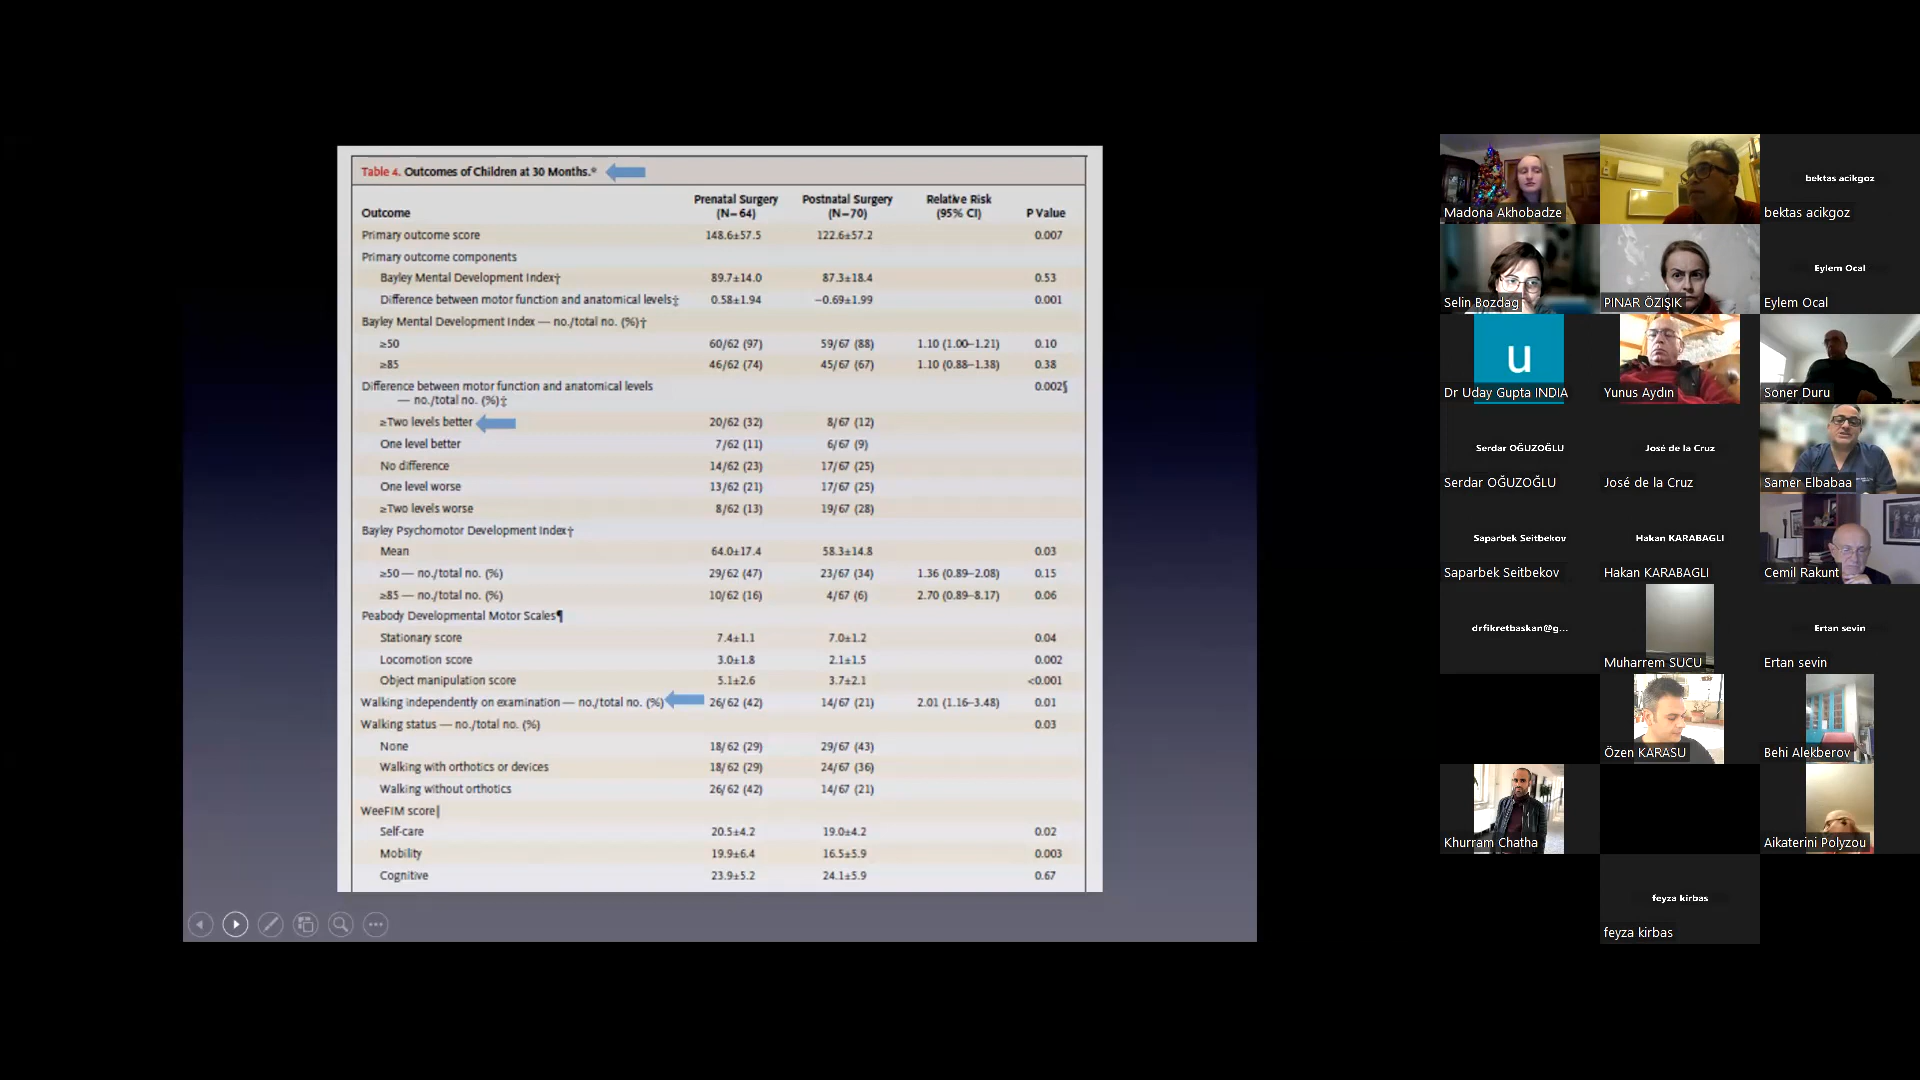 Table 4. Outcomes of Children at 30 Months.*
Outcome Prenatal Surgery (N=64) Postnatal Surgery (N=70) Relative Risk (95% CI) P Value
Primary outcome score 148.6±57.5 122.6±57.2 0.007
Primary outcome components
Bayley Mental Development Index† 89.7±14.0 87.3±18.4 0.53
Difference between motor function and anatomical levels‡ 0.58±1.94 −0.69±1.99 0.001
Bayley Mental Development Index — no./total no. (%)†
≥50 60/62 (97) 59/67 (88) 1.10 (1.00–1.21) 0.10
≥85 46/62 (74) 45/67 (67) 1.10 (0.88–1.38) 0.38
Difference between motor function and anatomical levels 0.002§
— no./total no. (%)‡
≥Two levels better 20/62 (32) 8/67 (12)
One level better 7/62 (11) 6/67 (9)
No difference 14/62 (23) 17/67 (25)
One level worse 13/62 (21) 17/67 (25)
≥Two levels worse 8/62 (13) 19/67 (28)
Bayley Psychomotor Development Index†
Mean 64.0±17.4 58.3±14.8 0.03
≥50 — no./total no. (%) 29/62 (47) 23/67 (34) 1.36 (0.89–2.08) 0.15
≥85 — no./total no. (%) 10/62 (16) 4/67 (6) 2.70 (0.89–8.17) 0.06
Peabody Developmental Motor Scales¶
Stationary score 7.4±1.1 7.0±1.2 0.04
Locomotion score 3.0±1.8 2.1±1.5 0.002
Object manipulation score 5.1±2.6 3.7±2.1 <0.001
Walking independently on examination — no./total no. (%) 26/62 (42) 14/67 (21) 2.01 (1.16–3.48) 0.01
Walking status — no./total no. (%) 0.03
None 18/62 (29) 29/67 (43)
Walking with orthotics or devices 18/62 (29) 24/67 (36)
Walking without orthotics 26/62 (42) 14/67 (21)
WeeFIM score‖
Self-care 20.5±4.2 19.0±4.2 0.02
Mobility 19.9±6.4 16.5±5.9 0.003
Cognitive 23.9±5.2 24.1±5.9 0.67
Madona Akhobadze
bektas acikgoz
bektas acikgoz
Selin Bozdag
PINAR ÖZIŞIK
Eylem Ocal
Eylem Ocal
u
Dr Uday Gupta INDIA
Yunus Aydın
Soner Duru
Serdar OĞUZOĞLU
Serdar OĞUZOĞLU
José de la Cruz
José de la Cruz
Samer Elbabaa
Saparbek Seitbekov
Saparbek Seitbekov
Hakan KARABAGLI
Hakan KARABAGLI
Cemil Rakunt
drfikretbaskan@g...
Muharrem SUCU
Ertan sevin
Ertan sevin
Özen KARASU
Behi Alekberov
Khurram Chatha
Aikaterini Polyzou
feyza kirbas
feyza kirbas